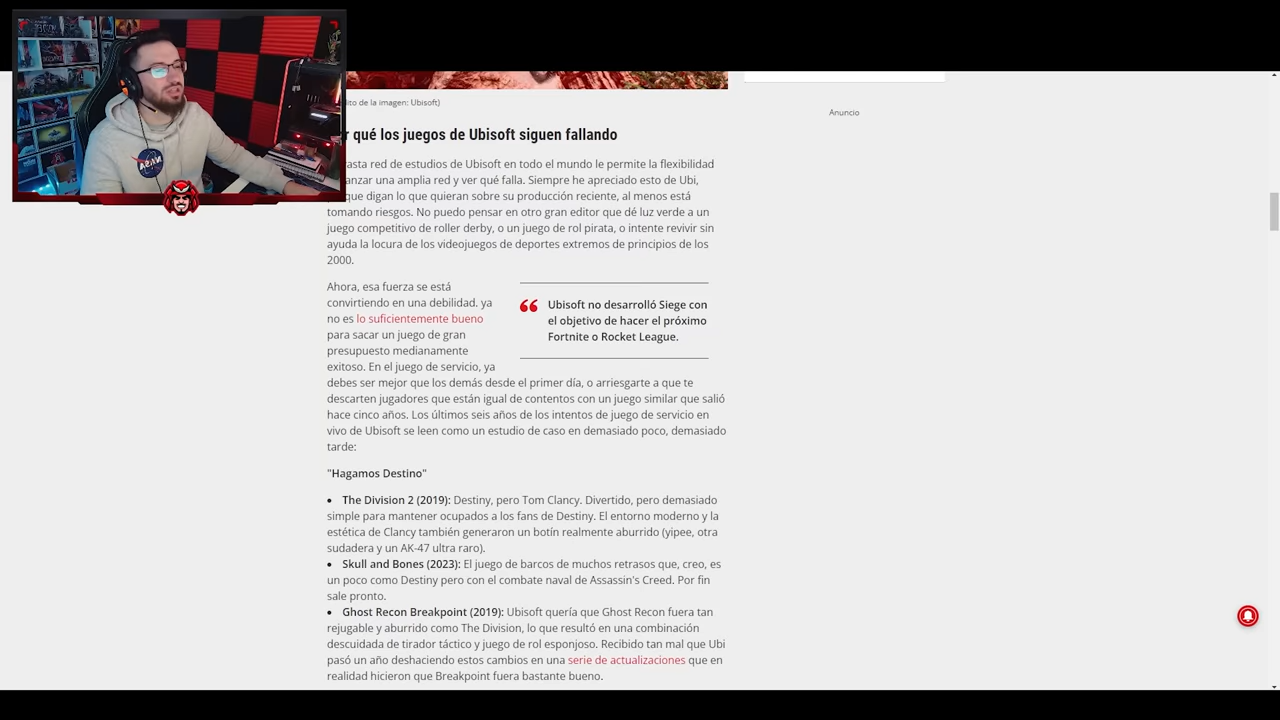 NASA
dito de la imagen: Ubisoft)
Anuncio
r qué los juegos de Ubisoft siguen fallando
asta red de estudios de Ubisoft en todo el mundo le permite la flexibilidad
anzar una amplia red y ver qué falla. Siempre he apreciado esto de Ubi,
que digan lo que quieran sobre su producción reciente, al menos está
tomando riesgos. No puedo pensar en otro gran editor que dé luz verde a un
juego competitivo de roller derby, o un juego de rol pirata, o intente revivir sin
ayuda la locura de los videojuegos de deportes extremos de principios de los
2000.
Ahora, esa fuerza se está
convirtiendo en una debilidad. ya
no es lo suficientemente bueno
para sacar un juego de gran
presupuesto medianamente
exitoso. En el juego de servicio, ya
debes ser mejor que los demás desde el primer día, o arriesgarte a que te
descarten jugadores que están igual de contentos con un juego similar que salió
hace cinco años. Los últimos seis años de los intentos de juego de servicio en
vivo de Ubisoft se leen como un estudio de caso en demasiado poco, demasiado
tarde:
Ubisoft no desarrolló Siege con
el objetivo de hacer el próximo
Fortnite o Rocket League.
"Hagamos Destino"
• The Division 2 (2019): Destiny, pero Tom Clancy. Divertido, pero demasiado
simple para mantener ocupados a los fans de Destiny. El entorno moderno y la
estética de Clancy también generaron un botín realmente aburrido (yipee, otra
sudadera y un AK-47 ultra raro).
• Skull and Bones (2023): El juego de barcos de muchos retrasos que, creo, es
un poco como Destiny pero con el combate naval de Assassin's Creed. Por fin
sale pronto.
• Ghost Recon Breakpoint (2019): Ubisoft quería que Ghost Recon fuera tan
rejugable y aburrido como The Division, lo que resultó en una combinación
descuidada de tirador táctico y juego de rol esponjoso. Recibido tan mal que Ubi
pasó un año deshaciendo estos cambios en una serie de actualizaciones que en
realidad hicieron que Breakpoint fuera bastante bueno.